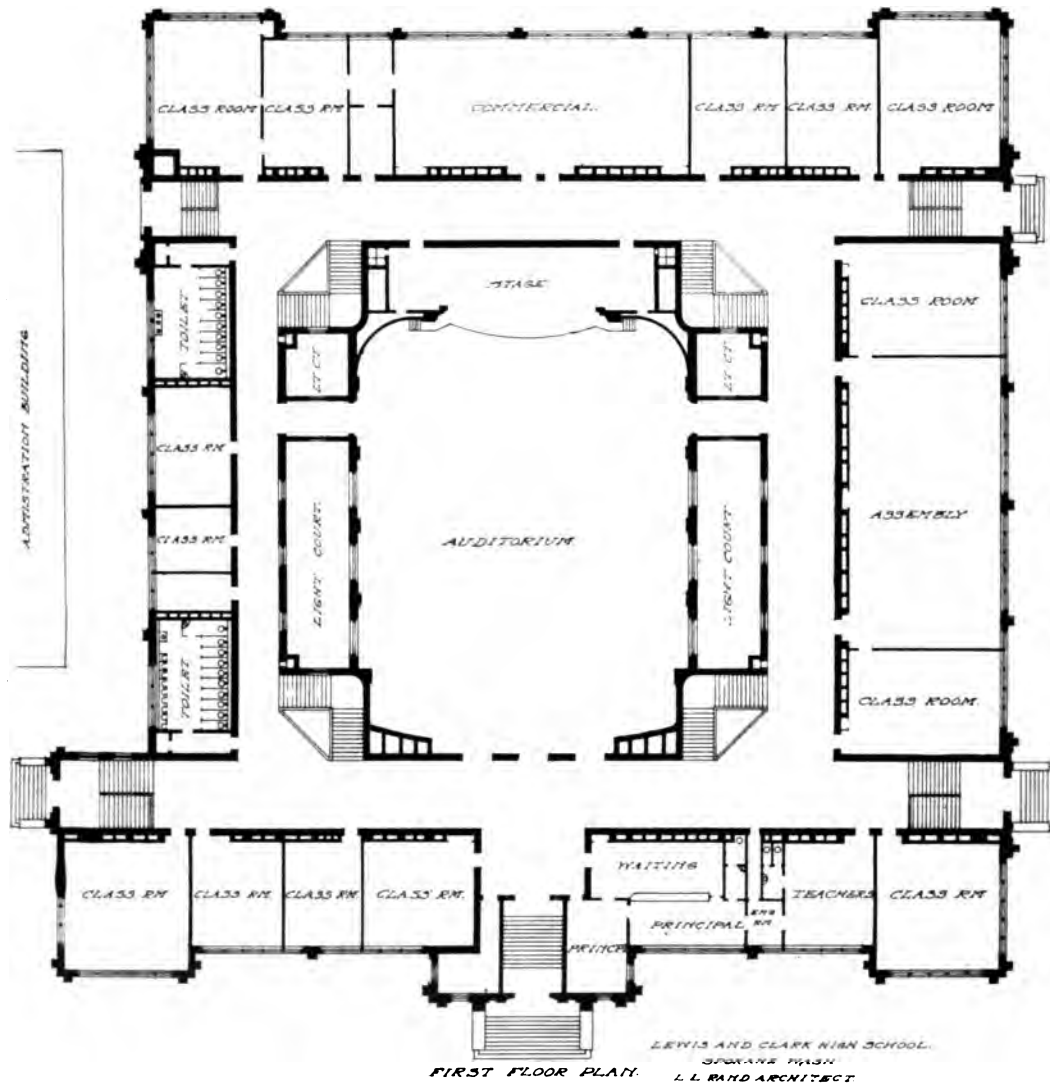 CLASS ROOM
CLASS RM
COMMERCIAL.
CLASS RM
CLASS RM.
CLASS ROOM
STAGE
CLASS ROOM
TOILET
LT CT
LT CT
ADMISTRATION BUILDING
CLASS RM
ASSEMBLY
CLASS RM.
AUDITORIUM
LIGHT COURT.
LIGHT COURT
TOILET
CLASS ROOM.
WAITING
CLASS RM
CLASS RM.
CLASS RM
CLASS RM.
TEACHERS
CLASS RM
PRINCIPAL
RM
PRINCI
LEWIS AND CLARK HIGH SCHOOL.
SPOKANE WASH
FIRST FLOOR PLAN.
L L RAND ARCHITECT